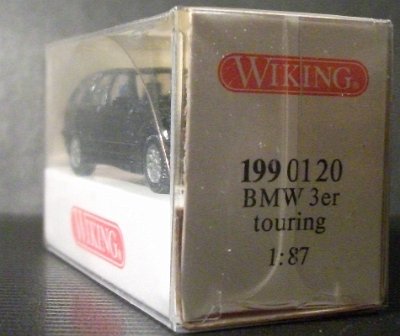 WIKING®
199 0120
BMW 3er
touring
1:87
WIKING®